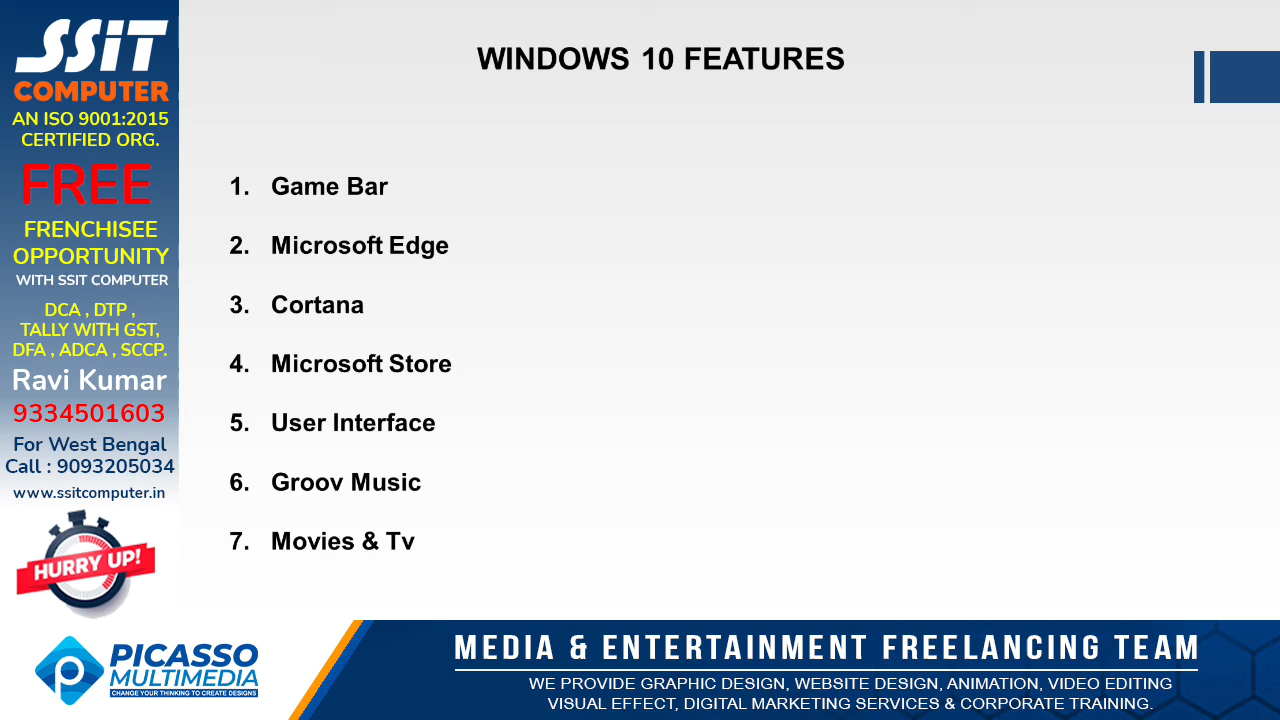 SSiT
COMPUTER
AN ISO 9001:2015
CERTIFIED ORG.
FREE
FRENCHISEE
OPPORTUNITY
WITH SSIT COMPUTER
DCA , DTP ,
TALLY WITH GST,
DFA , ADCA , SCCP.
Ravi Kumar
9334501603
For West Bengal
Call : 9093205034
www.ssitcomputer.in
HURRY UP!
WINDOWS 10 FEATURES
1. Game Bar
2. Microsoft Edge
3. Cortana
4. Microsoft Store
5. User Interface
6. Groov Music
7. Movies & Tv
PICASSO
MULTIMEDIA
CHANGE YOUR THINKING TO CREATE DESIGNS
MEDIA & ENTERTAINMENT FREELANCING TEAM
WE PROVIDE GRAPHIC DESIGN, WEBSITE DESIGN, ANIMATION, VIDEO EDITING
VISUAL EFFECT, DIGITAL MARKETING SERVICES & CORPORATE TRAINING.